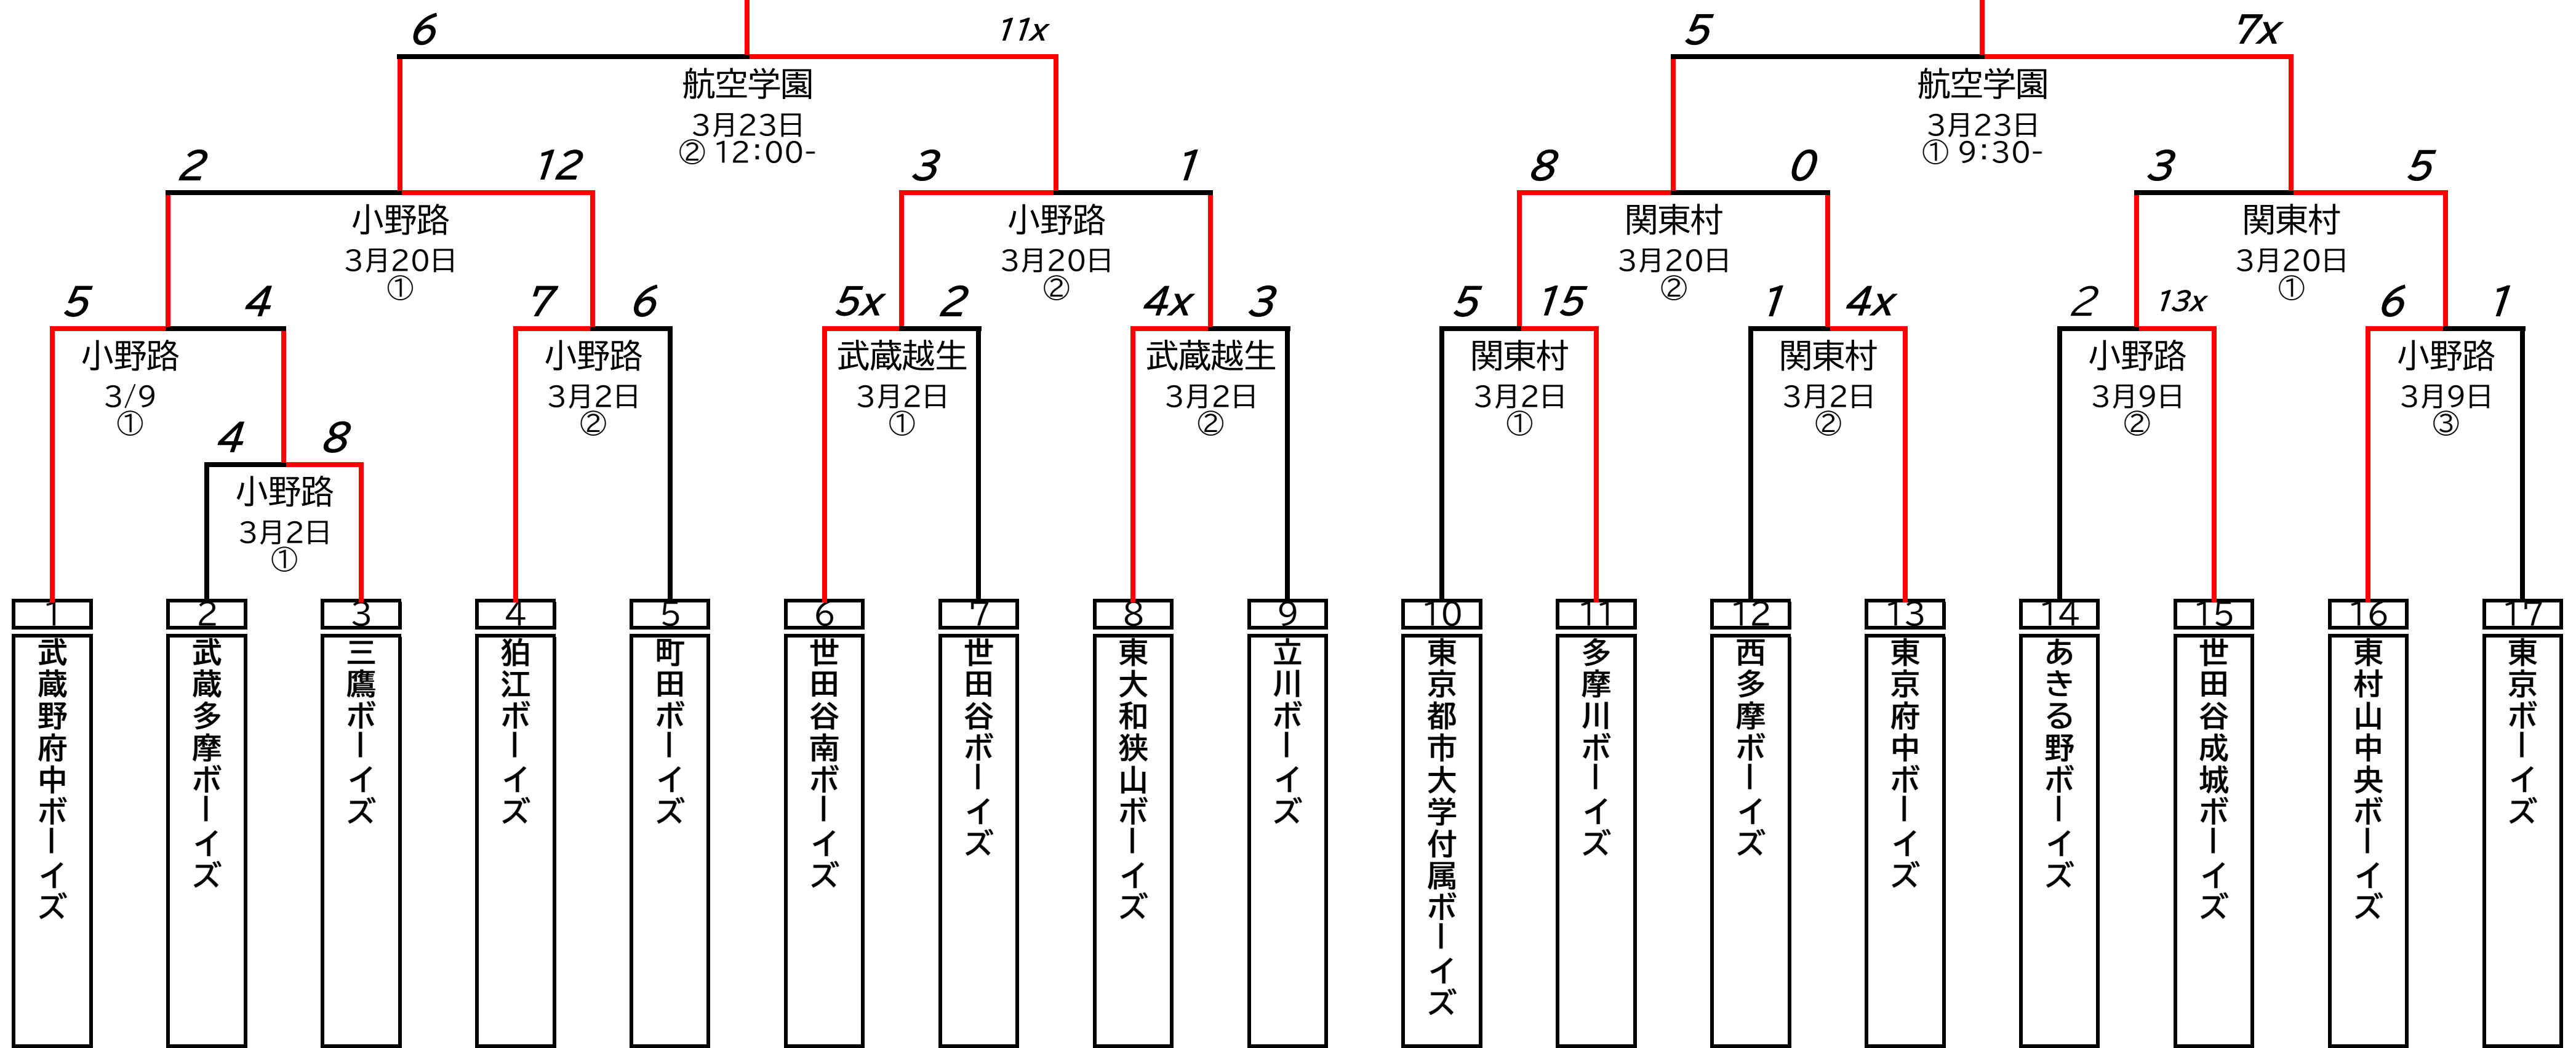 6
11x
5
7x
航空学園
3月23日
② 12:00-
航空学園
3月23日
① 9:30-
2
12
3
1
8
0
3
5
小野路
3月20日
①
小野路
3月20日
②
関東村
3月20日
②
関東村
3月20日
①
5
4
7
6
5x
2
4x
3
5
15
1
4x
2
13x
6
1
小野路
3/9
①
小野路
3月2日
②
武蔵越生
3月2日
①
武蔵越生
3月2日
②
関東村
3月2日
①
関東村
3月2日
②
小野路
3月9日
②
小野路
3月9日
③
4
8
小野路
3月2日
①
1
武蔵野府中ボーイズ
2
武蔵多摩ボーイズ
3
三鷹ボーイズ
4
狛江ボーイズ
5
町田ボーイズ
6
世田谷南ボーイズ
7
世田谷ボーイズ
8
東大和狭山ボーイズ
9
立川ボーイズ
10
東京都市大学付属ボーイズ
11
多摩川ボーイズ
12
西多摩ボーイズ
13
東京府中ボーイズ
14
あきる野ボーイズ
15
世田谷成城ボーイズ
16
東村山中央ボーイズ
17
東京ボーイズ